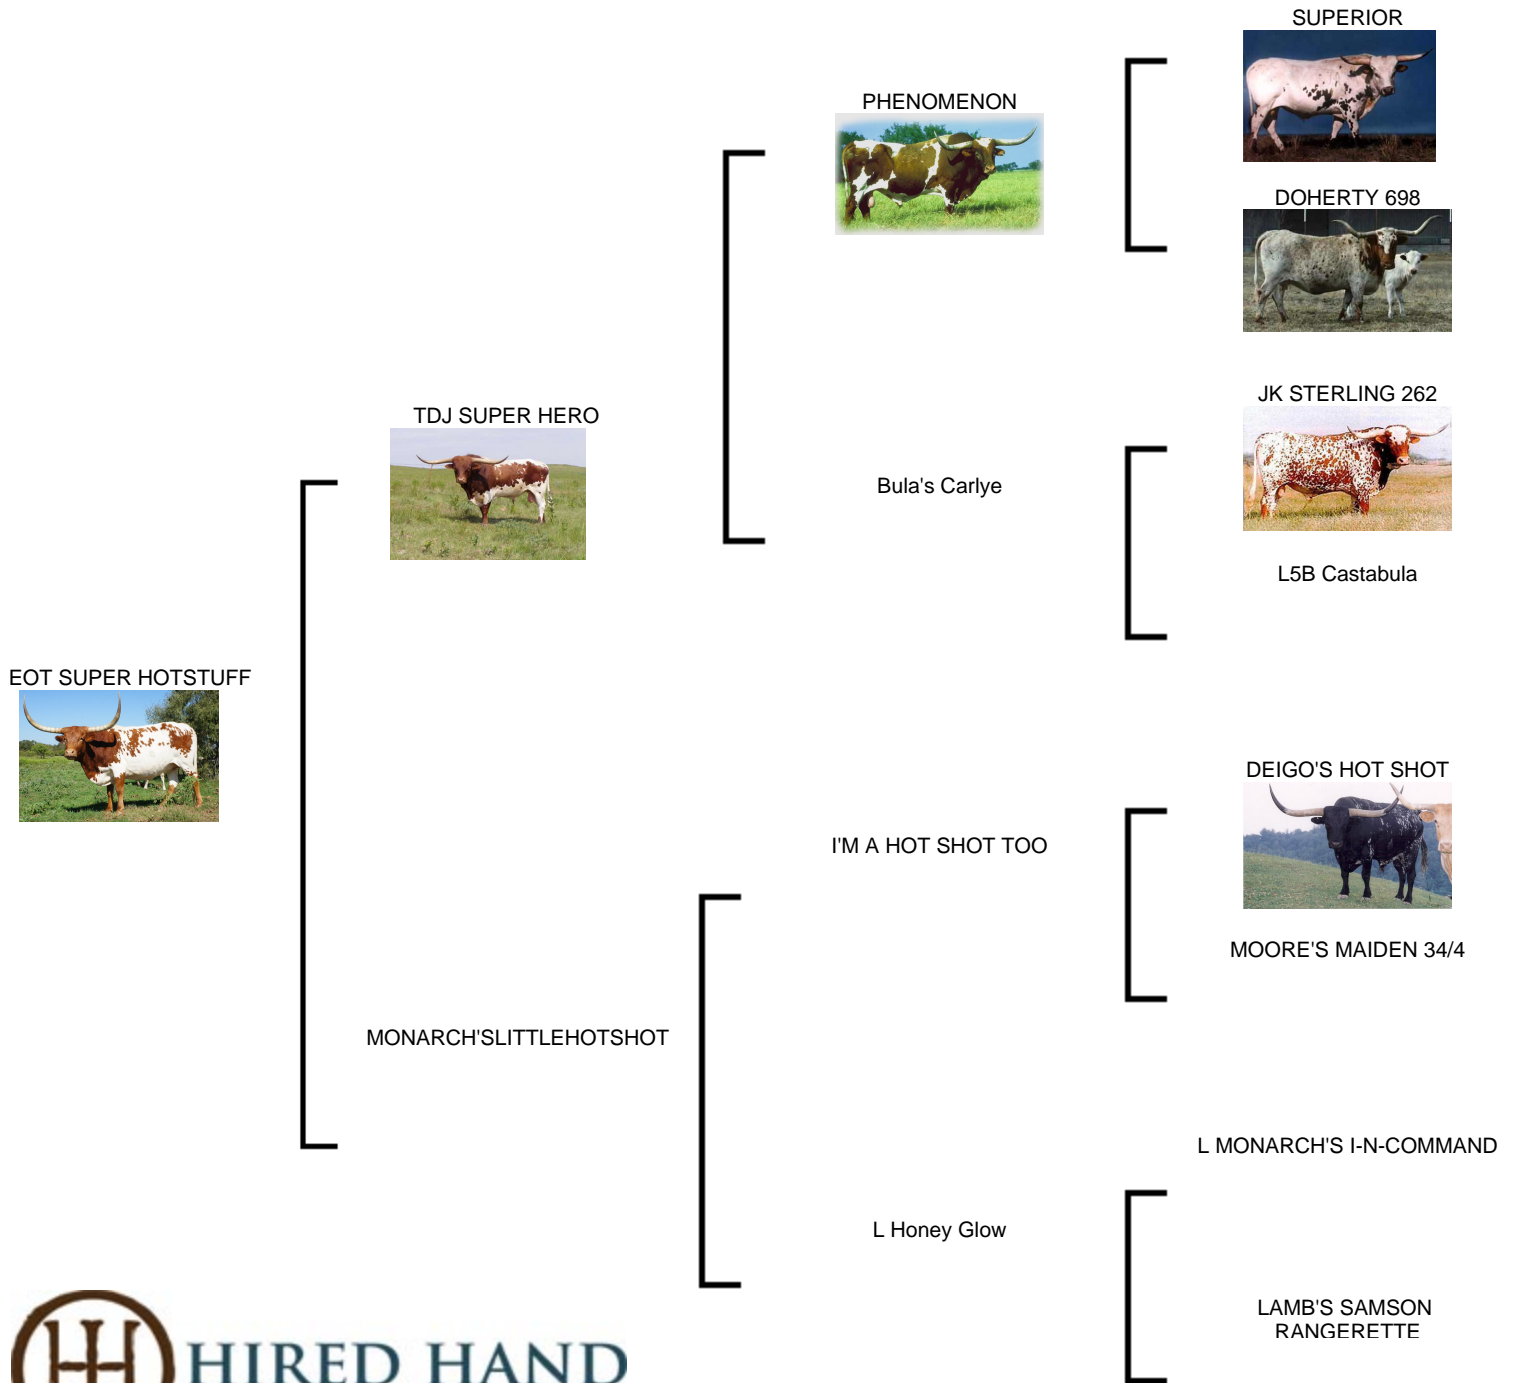 SUPERIOR
PHENOMENON
DOHERTY 698
JK STERLING 262
TDJ SUPER HERO
Bula's Carlye
L5B Castabula
EOT SUPER HOTSTUFF
DEIGO'S HOT SHOT
I'M A HOT SHOT TOO
MOORE'S MAIDEN 34/4
MONARCH'SLITTLEHOTSHOT
L MONARCH'S I-N-COMMAND
L Honey Glow
LAMB'S SAMSON
RANGERETTE
HIRED HAND